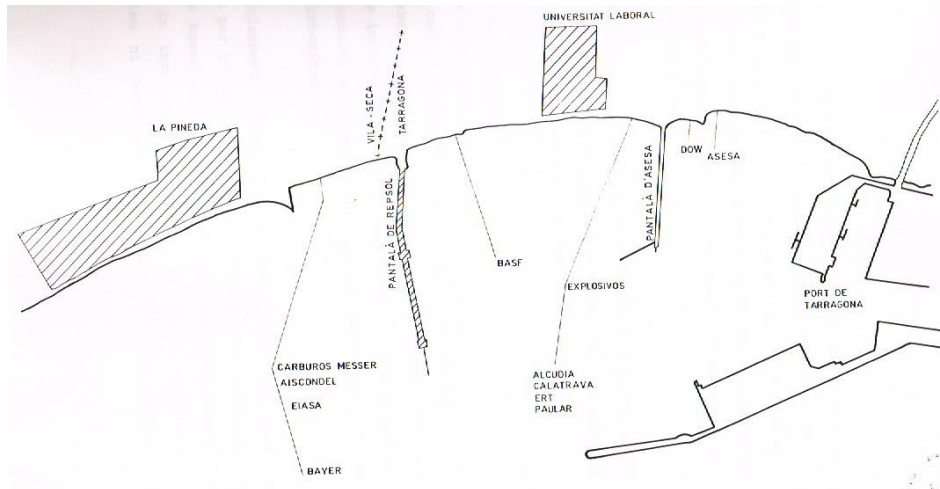 UNIVERSITAT LABORAL
LA PINEDA
VILA-SECA
TARRAGONA
PANTALÀ DE REPSOL
PANTALÀ D'ASESA
DOW
ASESA
BASF
EXPLOSIVOS
PORT DE
TARRAGONA
CARBUROS MESSER
AISCONDEL
EIASA
BAYER
ALCUDIA
CALATRAVA
ERT
PAULAR